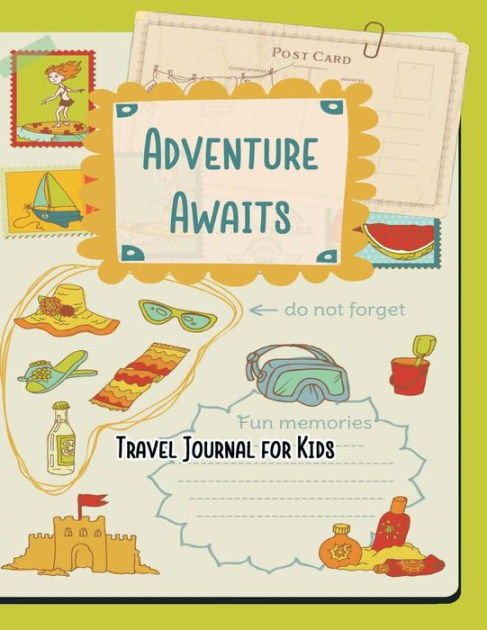 POST CARD
ADVENTURE
AWAITS
do not forget
Fun memories
TRAVEL JOURNAL FOR KIDS